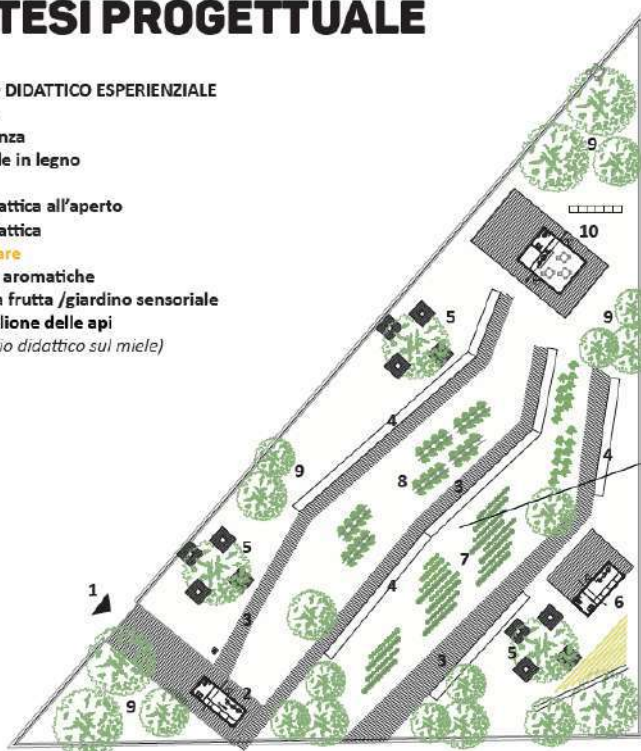 TESI PROGETTUALE
DIDATTICO ESPERIENZIALE
nza
le in legno
attica all'aperto
attica
are
aromatiche
a frutta /giardino sensoriale
lione delle api
io didattico sul miele)
9
10
5
9
4
4
9
8
3
5
7
1
4
6
3
3
5
2
9